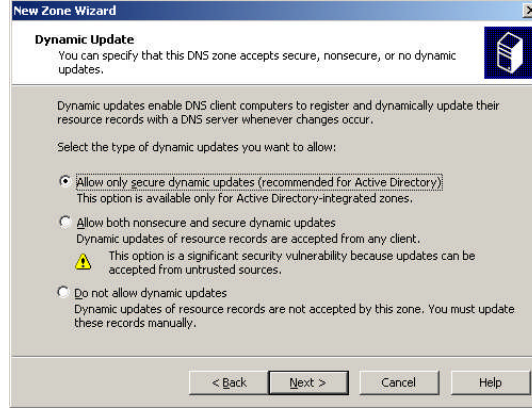 New Zone Wizard
Dynamic Update
You can specify that this DNS zone accepts secure, nonsecure, or no dynamic
updates.
Dynamic updates enable DNS client computers to register and dynamically update their
resource records with a DNS server whenever changes occur.
Select the type of dynamic updates you want to allow:
Allow only secure dynamic updates (recommended for Active Directory)
This option is available only for Active Directory-integrated zones.
Allow both nonsecure and secure dynamic updates
Dynamic updates of resource records are accepted from any client.
This option is a significant security vulnerability because updates can be
accepted from untrusted sources.
Do not allow dynamic updates
Dynamic updates of resource records are not accepted by this zone. You must update
these records manually.
< Back Next > Cancel Help